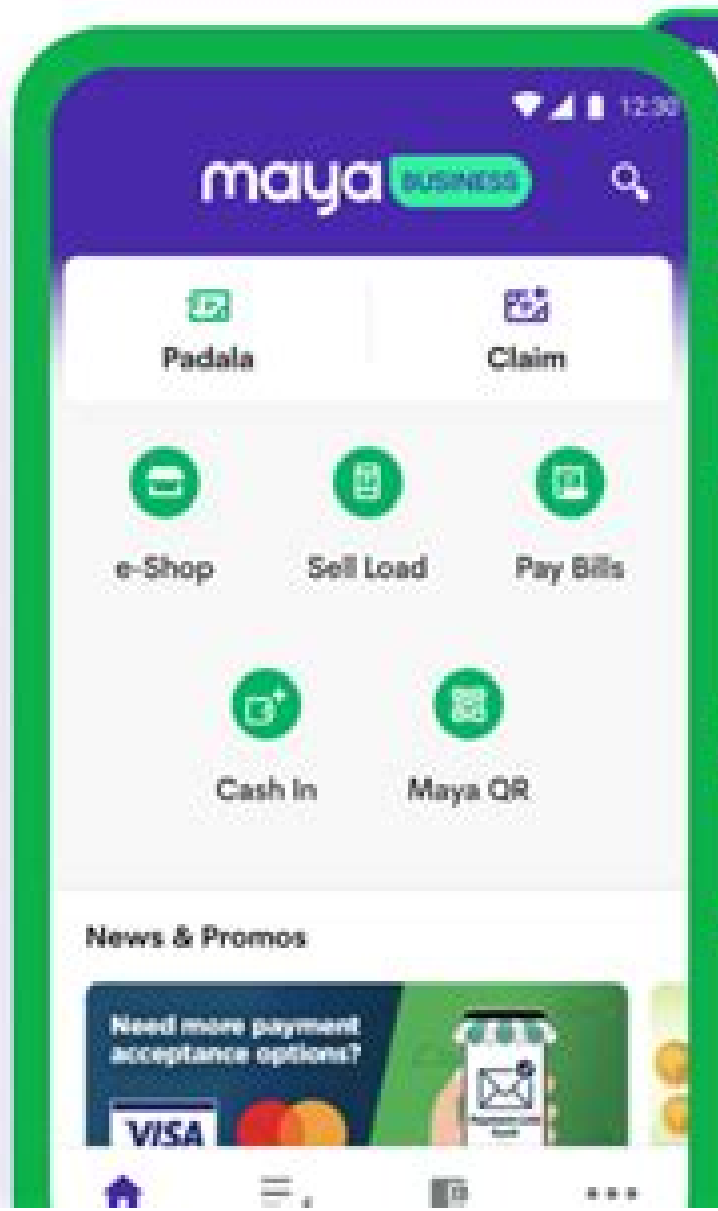 12:30
maya BUSINESS
Padala
Claim
e-Shop
Sell Load
Pay Bills
Cash In
Maya QR
News & Promos
Need more payment
acceptance options?
VISA